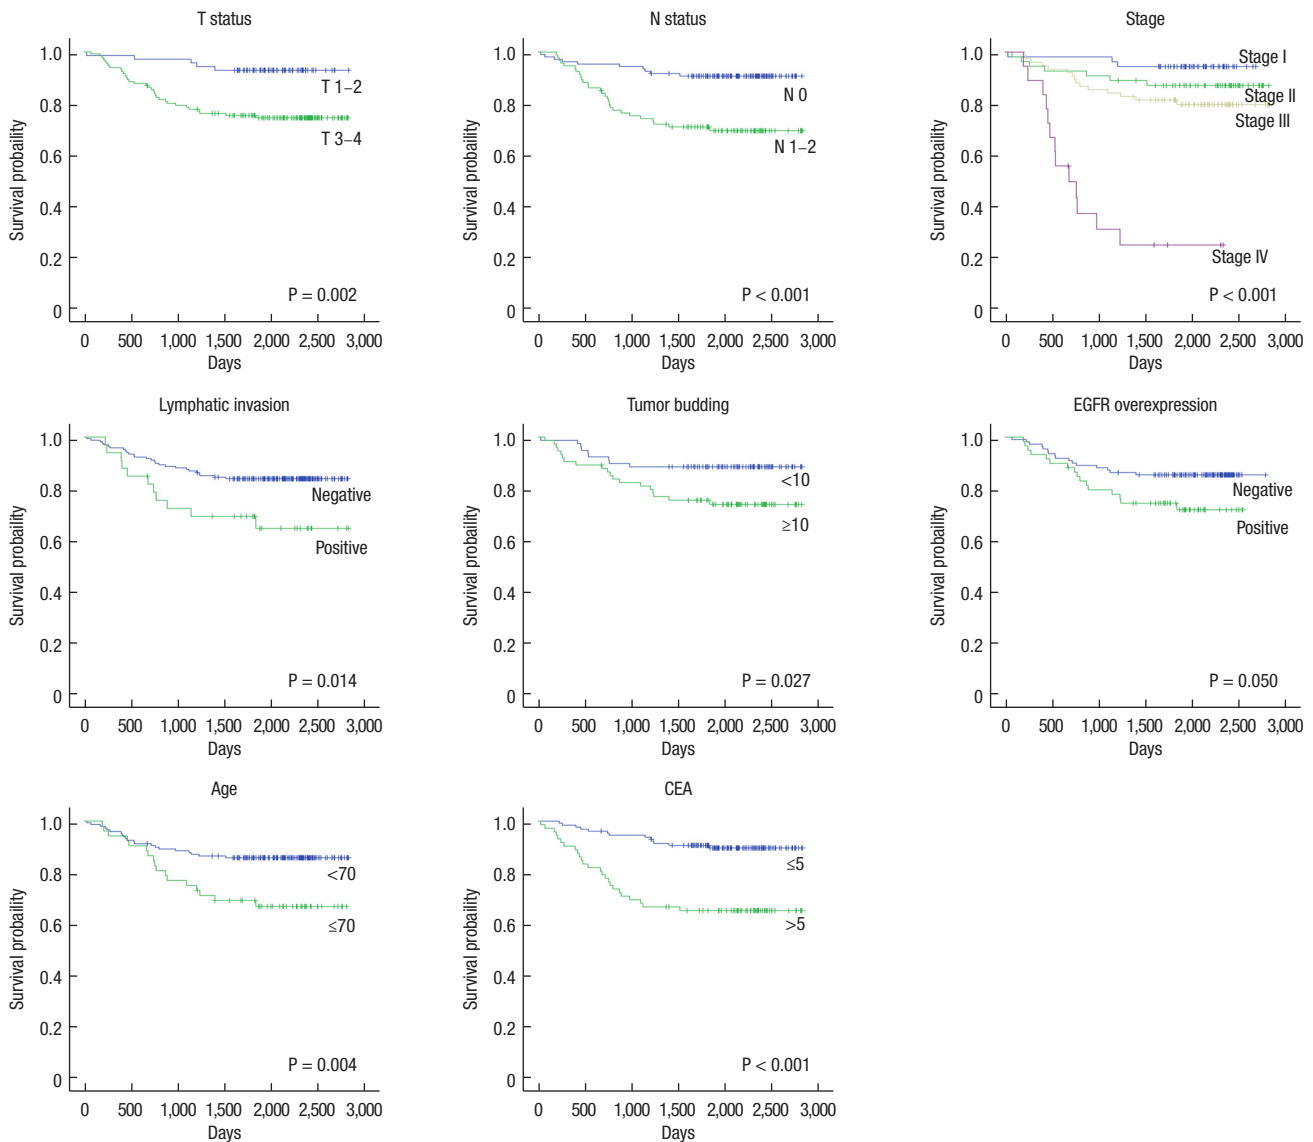 T status
1.0
0.8
0.6
0.4
0.2
0
Survival probaility
T 1–2
T 3–4
P = 0.002
0 500 1,000 1,500 2,000 2,500 3,000
Days
N status
1.0
0.8
0.6
0.4
0.2
0
Survival probaility
N 0
N 1–2
P < 0.001
0 500 1,000 1,500 2,000 2,500 3,000
Days
Stage
1.0
0.8
0.6
0.4
0.2
0
Survival probaility
Stage I
Stage II
Stage III
Stage IV
P < 0.001
0 500 1,000 1,500 2,000 2,500 3,000
Days
Lymphatic invasion
1.0
0.8
0.6
0.4
0.2
0
Survival probaility
Negative
Positive
P = 0.014
0 500 1,000 1,500 2,000 2,500 3,000
Days
Tumor budding
1.0
0.8
0.6
0.4
0.2
0
Survival probaility
<10
≥10
P = 0.027
0 500 1,000 1,500 2,000 2,500 3,000
Days
EGFR overexpression
1.0
0.8
0.6
0.4
0.2
0
Survival probaility
Negative
Positive
P = 0.050
0 500 1,000 1,500 2,000 2,500 3,000
Days
Age
1.0
0.8
0.6
0.4
0.2
0
Survival probaility
<70
≤70
P = 0.004
0 500 1,000 1,500 2,000 2,500 3,000
Days
CEA
1.0
0.8
0.6
0.4
0.2
0
Survival probaility
≤5
>5
P < 0.001
0 500 1,000 1,500 2,000 2,500 3,000
Days